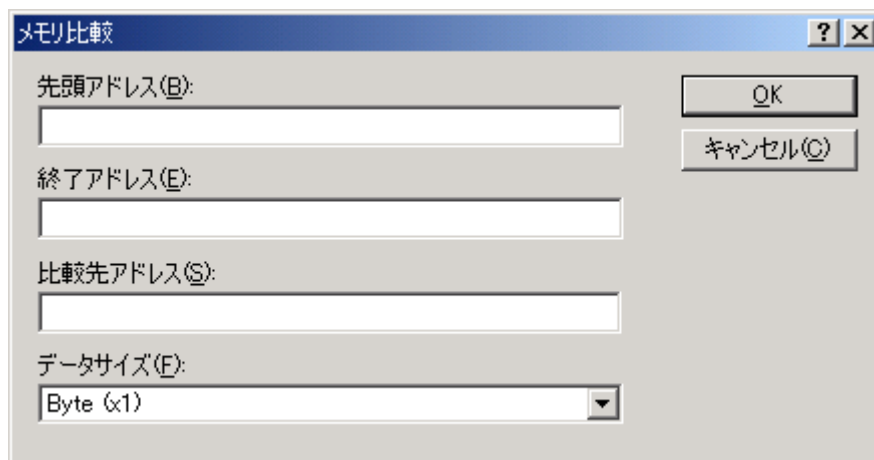 メモリ比較
先頭アドレス(B):
OK
キャンセル(C)
終了アドレス(E):
比較先アドレス(S):
データサイズ(F):
Byte (x1)